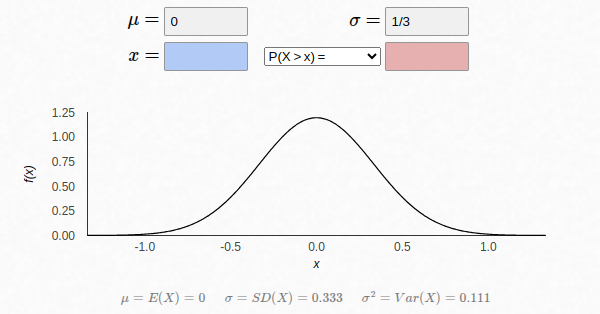 μ = 0 σ = 1/3
x = P(X > x) =
1.25
1.00
0.75
0.50
0.25
0.00
f(x)
-1.0 -0.5 0.0 0.5 1.0
x
μ = E(X) = 0 σ = SD(X) = 0.333 σ² = Var(X) = 0.111